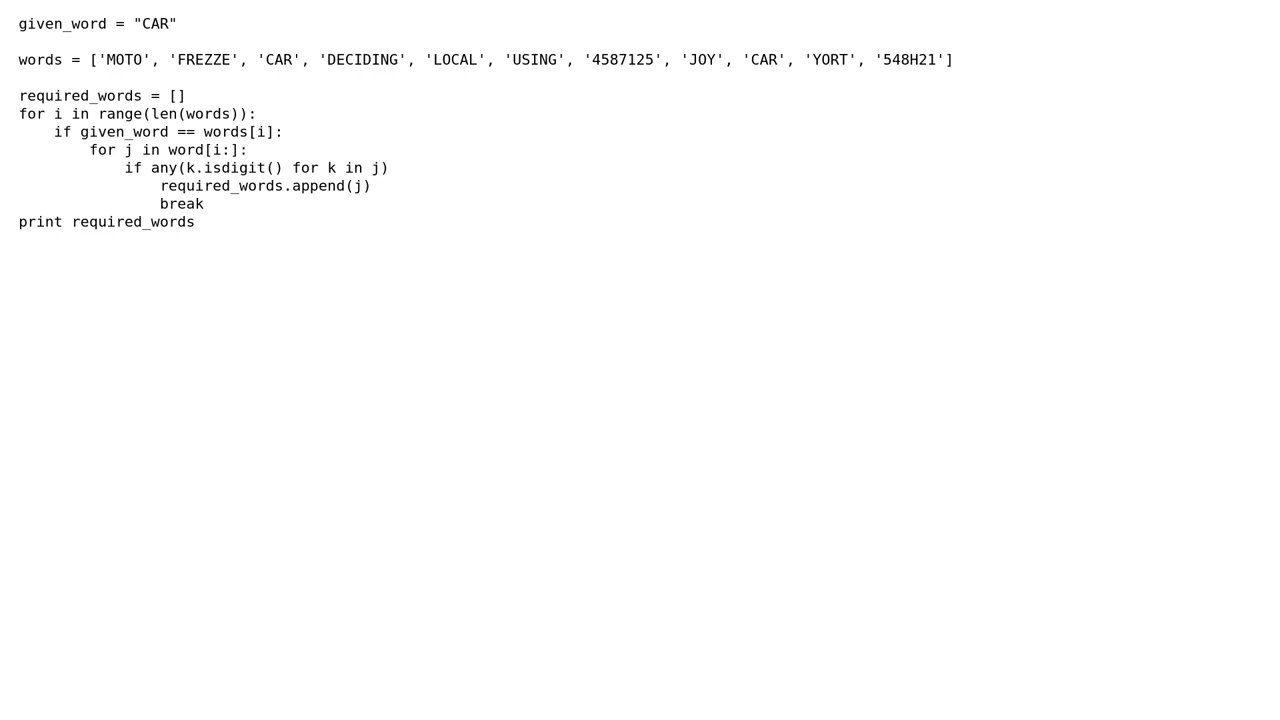 given_word = "CAR"
words = ['MOTO', 'FREZZE', 'CAR', 'DECIDING', 'LOCAL', 'USING', '4587125', 'JOY', 'CAR', 'YORT', '548H21']
required_words = []
for i in range(len(words)):
    if given_word == words[i]:
        for j in word[i:]:
            if any(k.isdigit() for k in j)
                required_words.append(j)
                break
print required_words